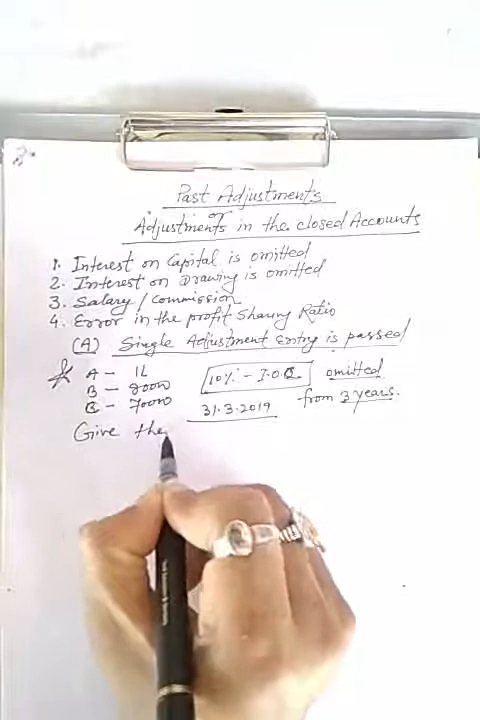 Past Adjustments
or
Adjustments in the closed Accounts
1. Interest on Capital is omitted
2. Interest on Drawing is omitted
3. Salary / Commission
4. Error in the profit Sharing Ratio
(A) Single Adjustment Entry is passed
A – 1L 10% – I.O.C. omitted
B – 80000
C – 70000 31.3.2019 from 3 years.
Give the